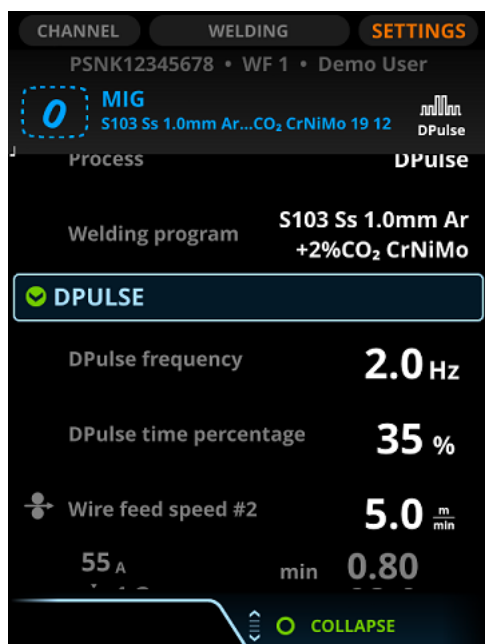 CHANNEL WELDING SETTINGS
PSNK12345678 • WF 1 • Demo User
0 MIG
S103 Ss 1.0mm Ar...CO₂ CrNiMo 19 12 DPulse
Process DPulse
Welding program S103 Ss 1.0mm Ar
+2%CO₂ CrNiMo
DPULSE
DPulse frequency 2.0 Hz
DPulse time percentage 35 %
Wire feed speed #2 5.0 m/min
55 A min 0.80
COLLAPSE